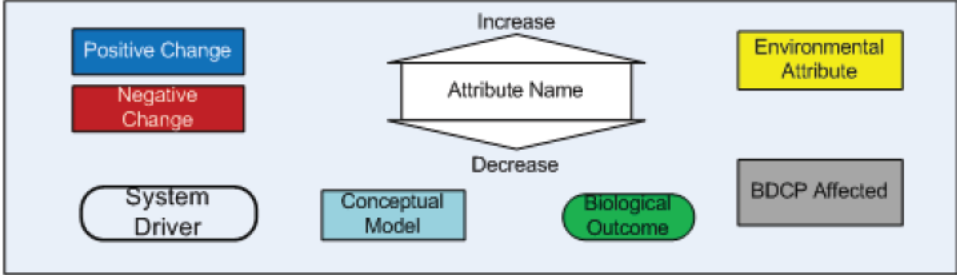 Increase
Positive Change
Environmental
Attribute
Attribute Name
Negative
Change
Decrease
System
Driver
Conceptual
Model
Biological
Outcome
BDCP Affected